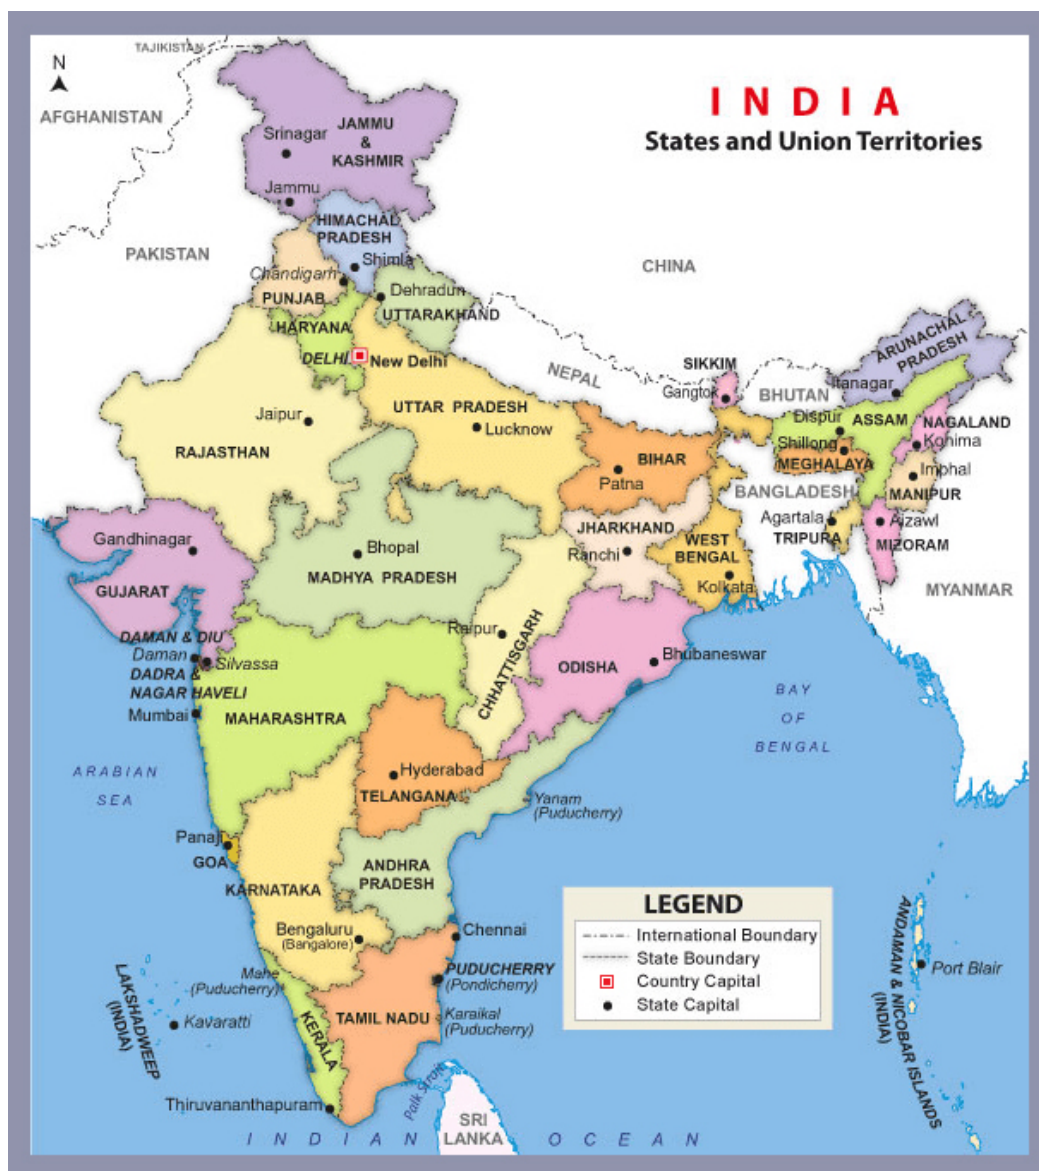 TAJIKISTAN
N
AFGHANISTAN
I N D I A
States and Union Territories
JAMMU
&
KASHMIR
Srinagar
Jammu
HIMACHAL
PRADESH
PAKISTAN
Shimla
CHINA
Chandigarh
PUNJAB
Dehradun
UTTARAKHAND
HARYANA
DELHI
New Delhi
NEPAL
SIKKIM
Gangtok
BHUTAN
ARUNACHAL
PRADESH
Itanagar
Jaipur
UTTAR PRADESH
Lucknow
RAJASTHAN
Dispur
ASSAM
NAGALAND
Kohima
Shillong
MEGHALAYA
BIHAR
Patna
Imphal
MANIPUR
BANGLADESH
Agartala
TRIPURA
Aizawl
MIZORAM
JHARKHAND
Ranchi
WEST
BENGAL
Kolkata
MYANMAR
Gandhinagar
GUJARAT
Bhopal
MADHYA PRADESH
Raipur
CHHATTISGARH
ODISHA
Bhubaneswar
DAMAN & DIU
Daman
Silvassa
DADRA &
NAGAR HAVELI
Mumbai
MAHARASHTRA
BAY
OF
BENGAL
ARABIAN
SEA
Hyderabad
TELANGANA
Yanam
(Puducherry)
Panaji
GOA
KARNATAKA
ANDHRA
PRADESH
Bengaluru
(Bangalore)
Chennai
LEGEND
International Boundary
State Boundary
Country Capital
State Capital
Mahe
(Puducherry)
PUDUCHERRY
(Pondicherry)
Karaikal
(Puducherry)
TAMIL NADU
KERALA
LAKSHADWEEP
(INDIA)
Kavaratti
ANDAMAN & NICOBAR ISLANDS
(INDIA)
Port Blair
Thiruvananthapuram
Palk Strait
SRI
LANKA
I N D I A N O C E A N